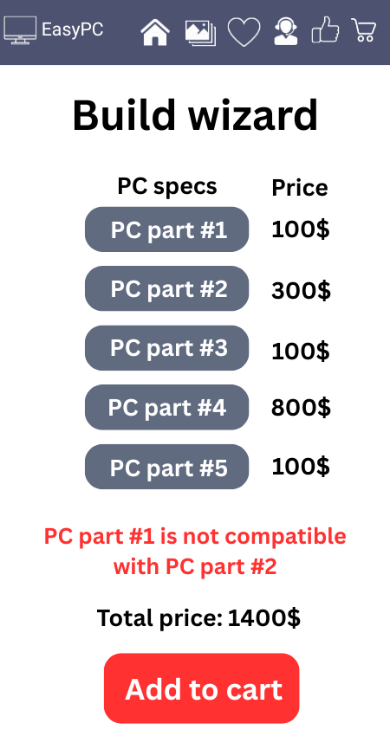 EasyPC
Build wizard
PC specs Price
PC part #1 100$
PC part #2 300$
PC part #3 100$
PC part #4 800$
PC part #5 100$
PC part #1 is not compatible
with PC part #2
Total price: 1400$
Add to cart